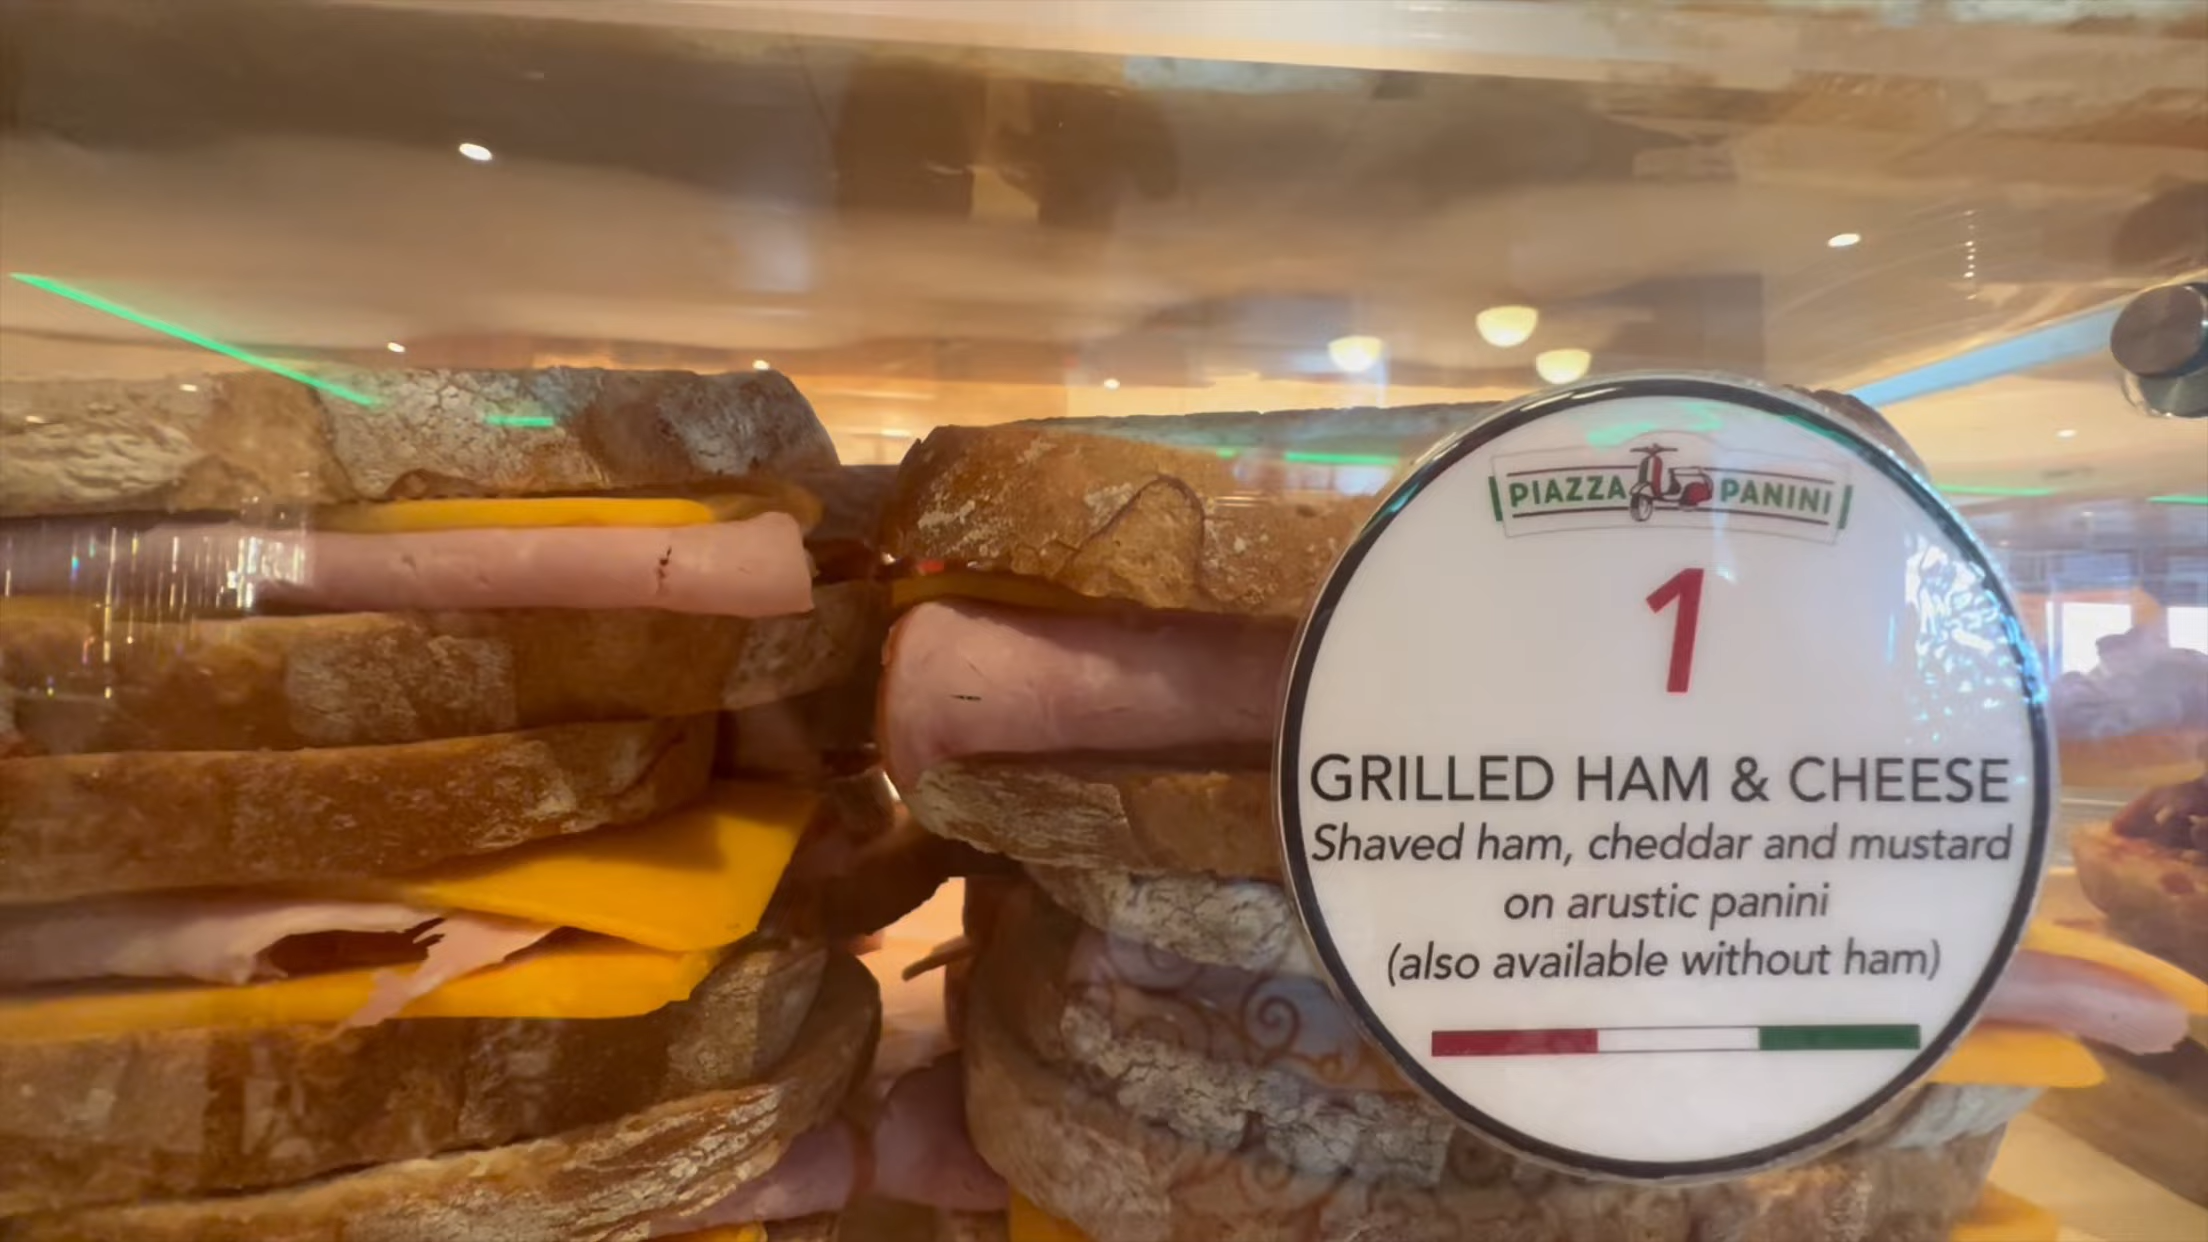 PIAZZA PANINI
1
GRILLED HAM & CHEESE
Shaved ham, cheddar and mustard
on arustic panini
(also available without ham)